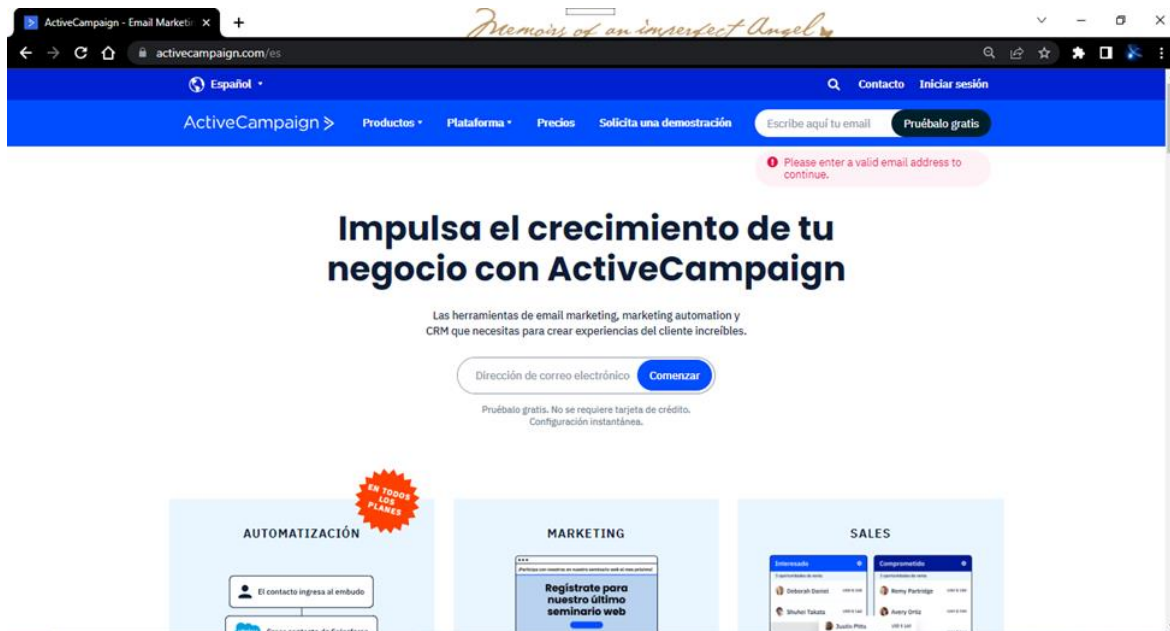 ActiveCampaign - Email Marketin
Memoirs of an imperfect Angel
activecampaign.com/es
Español
Contacto Iniciar sesión
ActiveCampaign > Productos Plataforma Precios Solicita una demostración Escribe aquí tu email Pruébalo gratis
Please enter a valid email address to
continue.
Impulsa el crecimiento de tu
negocio con ActiveCampaign
Las herramientas de email marketing, marketing automation y
CRM que necesitas para crear experiencias del cliente increíbles.
Dirección de correo electrónico Comenzar
Pruébalo gratis. No se requiere tarjeta de crédito.
Configuración instantánea.
EN TODOS
LOS
PLANES
AUTOMATIZACIÓN
El contacto ingresa al embudo
MARKETING
Regístrate para
nuestro último
seminario web
SALES
Interesado Comprometido
Deborah Daniel Remy Partridge
Shuhei Takata Avery Ortiz
Justin Pitts